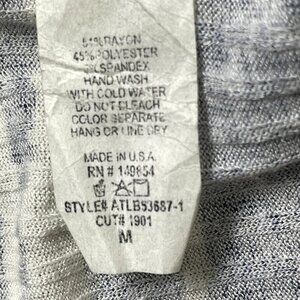 51% RAYON
45% POLYESTER
SPANDEX
HAND WASH
WITH COLD WATER
DO NOT BLEACH
COLOR SEPARATE
HANG OR LINE DRY
MADE IN U.S.A.
RN # 149854
STYLE# ATLB53687-1
CUT# 1901
M